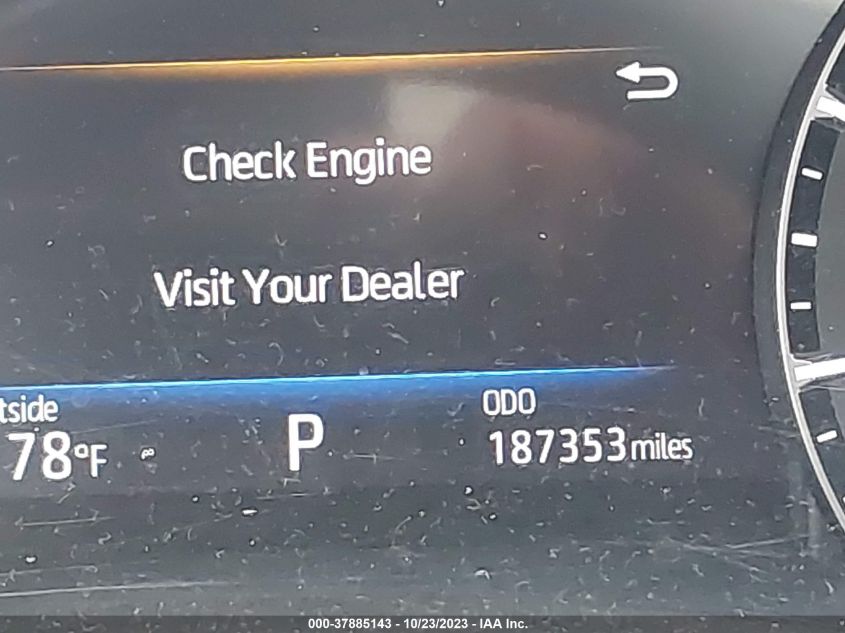 Check Engine
Visit Your Dealer
tside
ODO
78°F
P
187353 miles
000-37885143 - 10/23/2023 - IAA Inc.